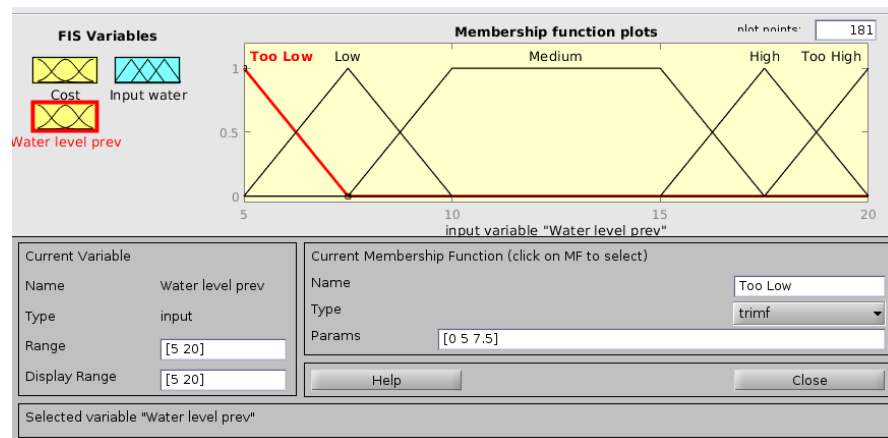 FIS Variables
Membership function plots
plot points:
181
Cost
Input water
Water level prev
Too Low
Low
Medium
High
Too High
1
0.5
0
5
10
15
20
input variable "Water level prev"
Current Variable
Name
Water level prev
Type
input
Range
[5 20]
Display Range
[5 20]
Current Membership Function (click on MF to select)
Name
Too Low
Type
trimf
Params
[0 5 7.5]
Help
Close
Selected variable "Water level prev"